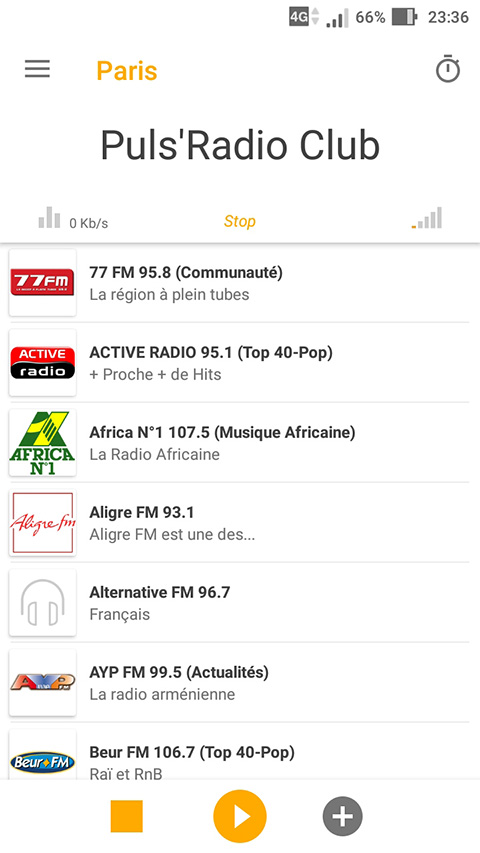 4G 66% 23:36
Paris
Puls'Radio Club
0 Kb/s Stop
77FM
77 FM 95.8 (Communauté)
La région à plein tubes
ACTIVE
radio
ACTIVE RADIO 95.1 (Top 40-Pop)
+ Proche + de Hits
AFRICA
N°1
Africa N°1 107.5 (Musique Africaine)
La Radio Africaine
Aligre fm
Aligre FM 93.1
Aligre FM est une des...
Alternative FM 96.7
Français
AYP
FM
AYP FM 99.5 (Actualités)
La radio arménienne
BEUR FM
Beur FM 106.7 (Top 40-Pop)
Raï et RnB